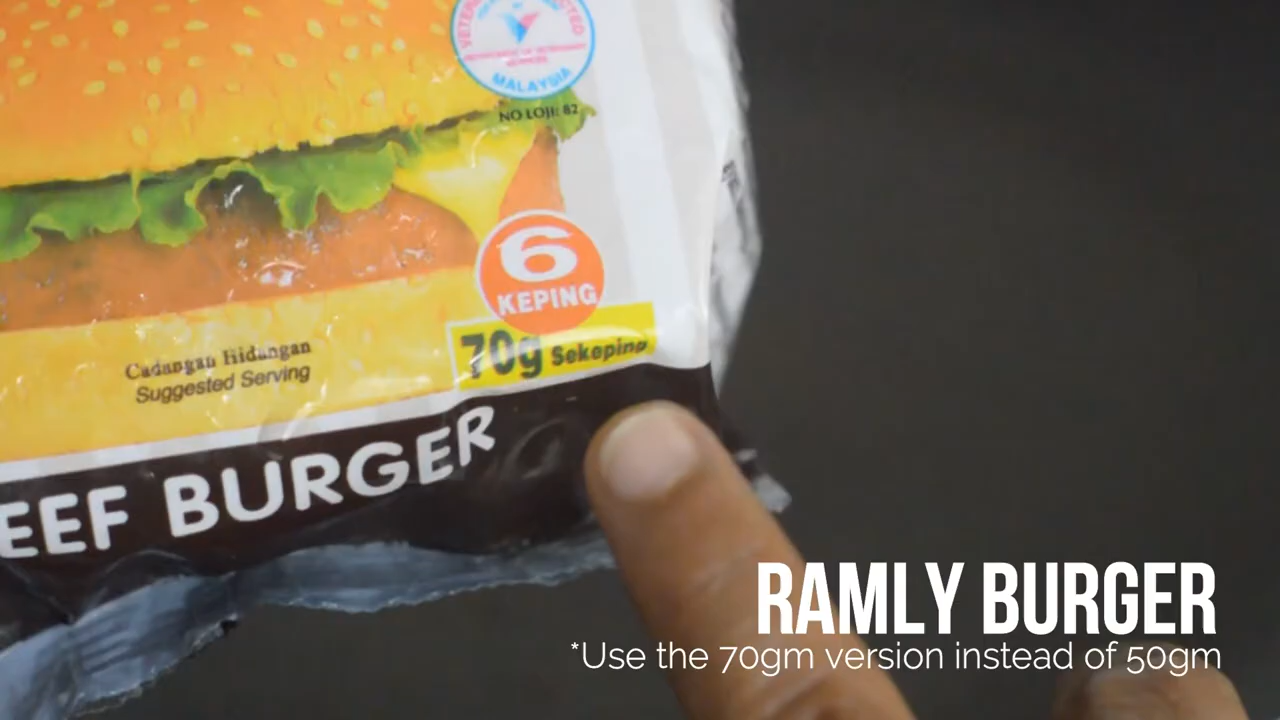 MALAYSIA
NO LOJI: 82
6
KEPING
70g Sekeping
Cadangan Hidangan
Suggested Serving
EEF BURGER
RAMLY BURGER
*Use the 70gm version instead of 50gm